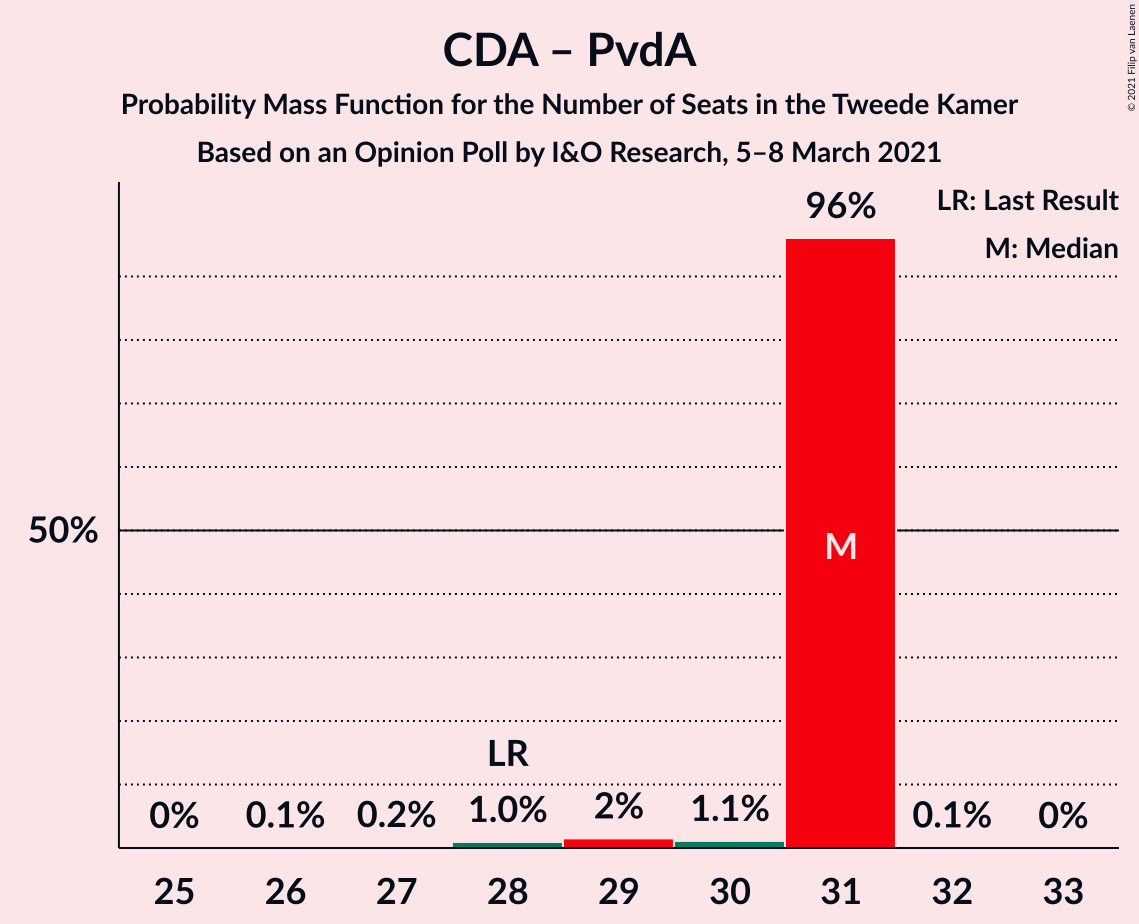 CDA – PvdA
Probability Mass Function for the Number of Seats in the Tweede Kamer
Based on an Opinion Poll by I&O Research, 5–8 March 2021
© 2021 Filip van Laenen
LR: Last Result
M: Median
96%
50%
M
LR
0% 0.1% 0.2% 1.0% 2% 1.1% 0.1% 0%
25 26 27 28 29 30 31 32 33